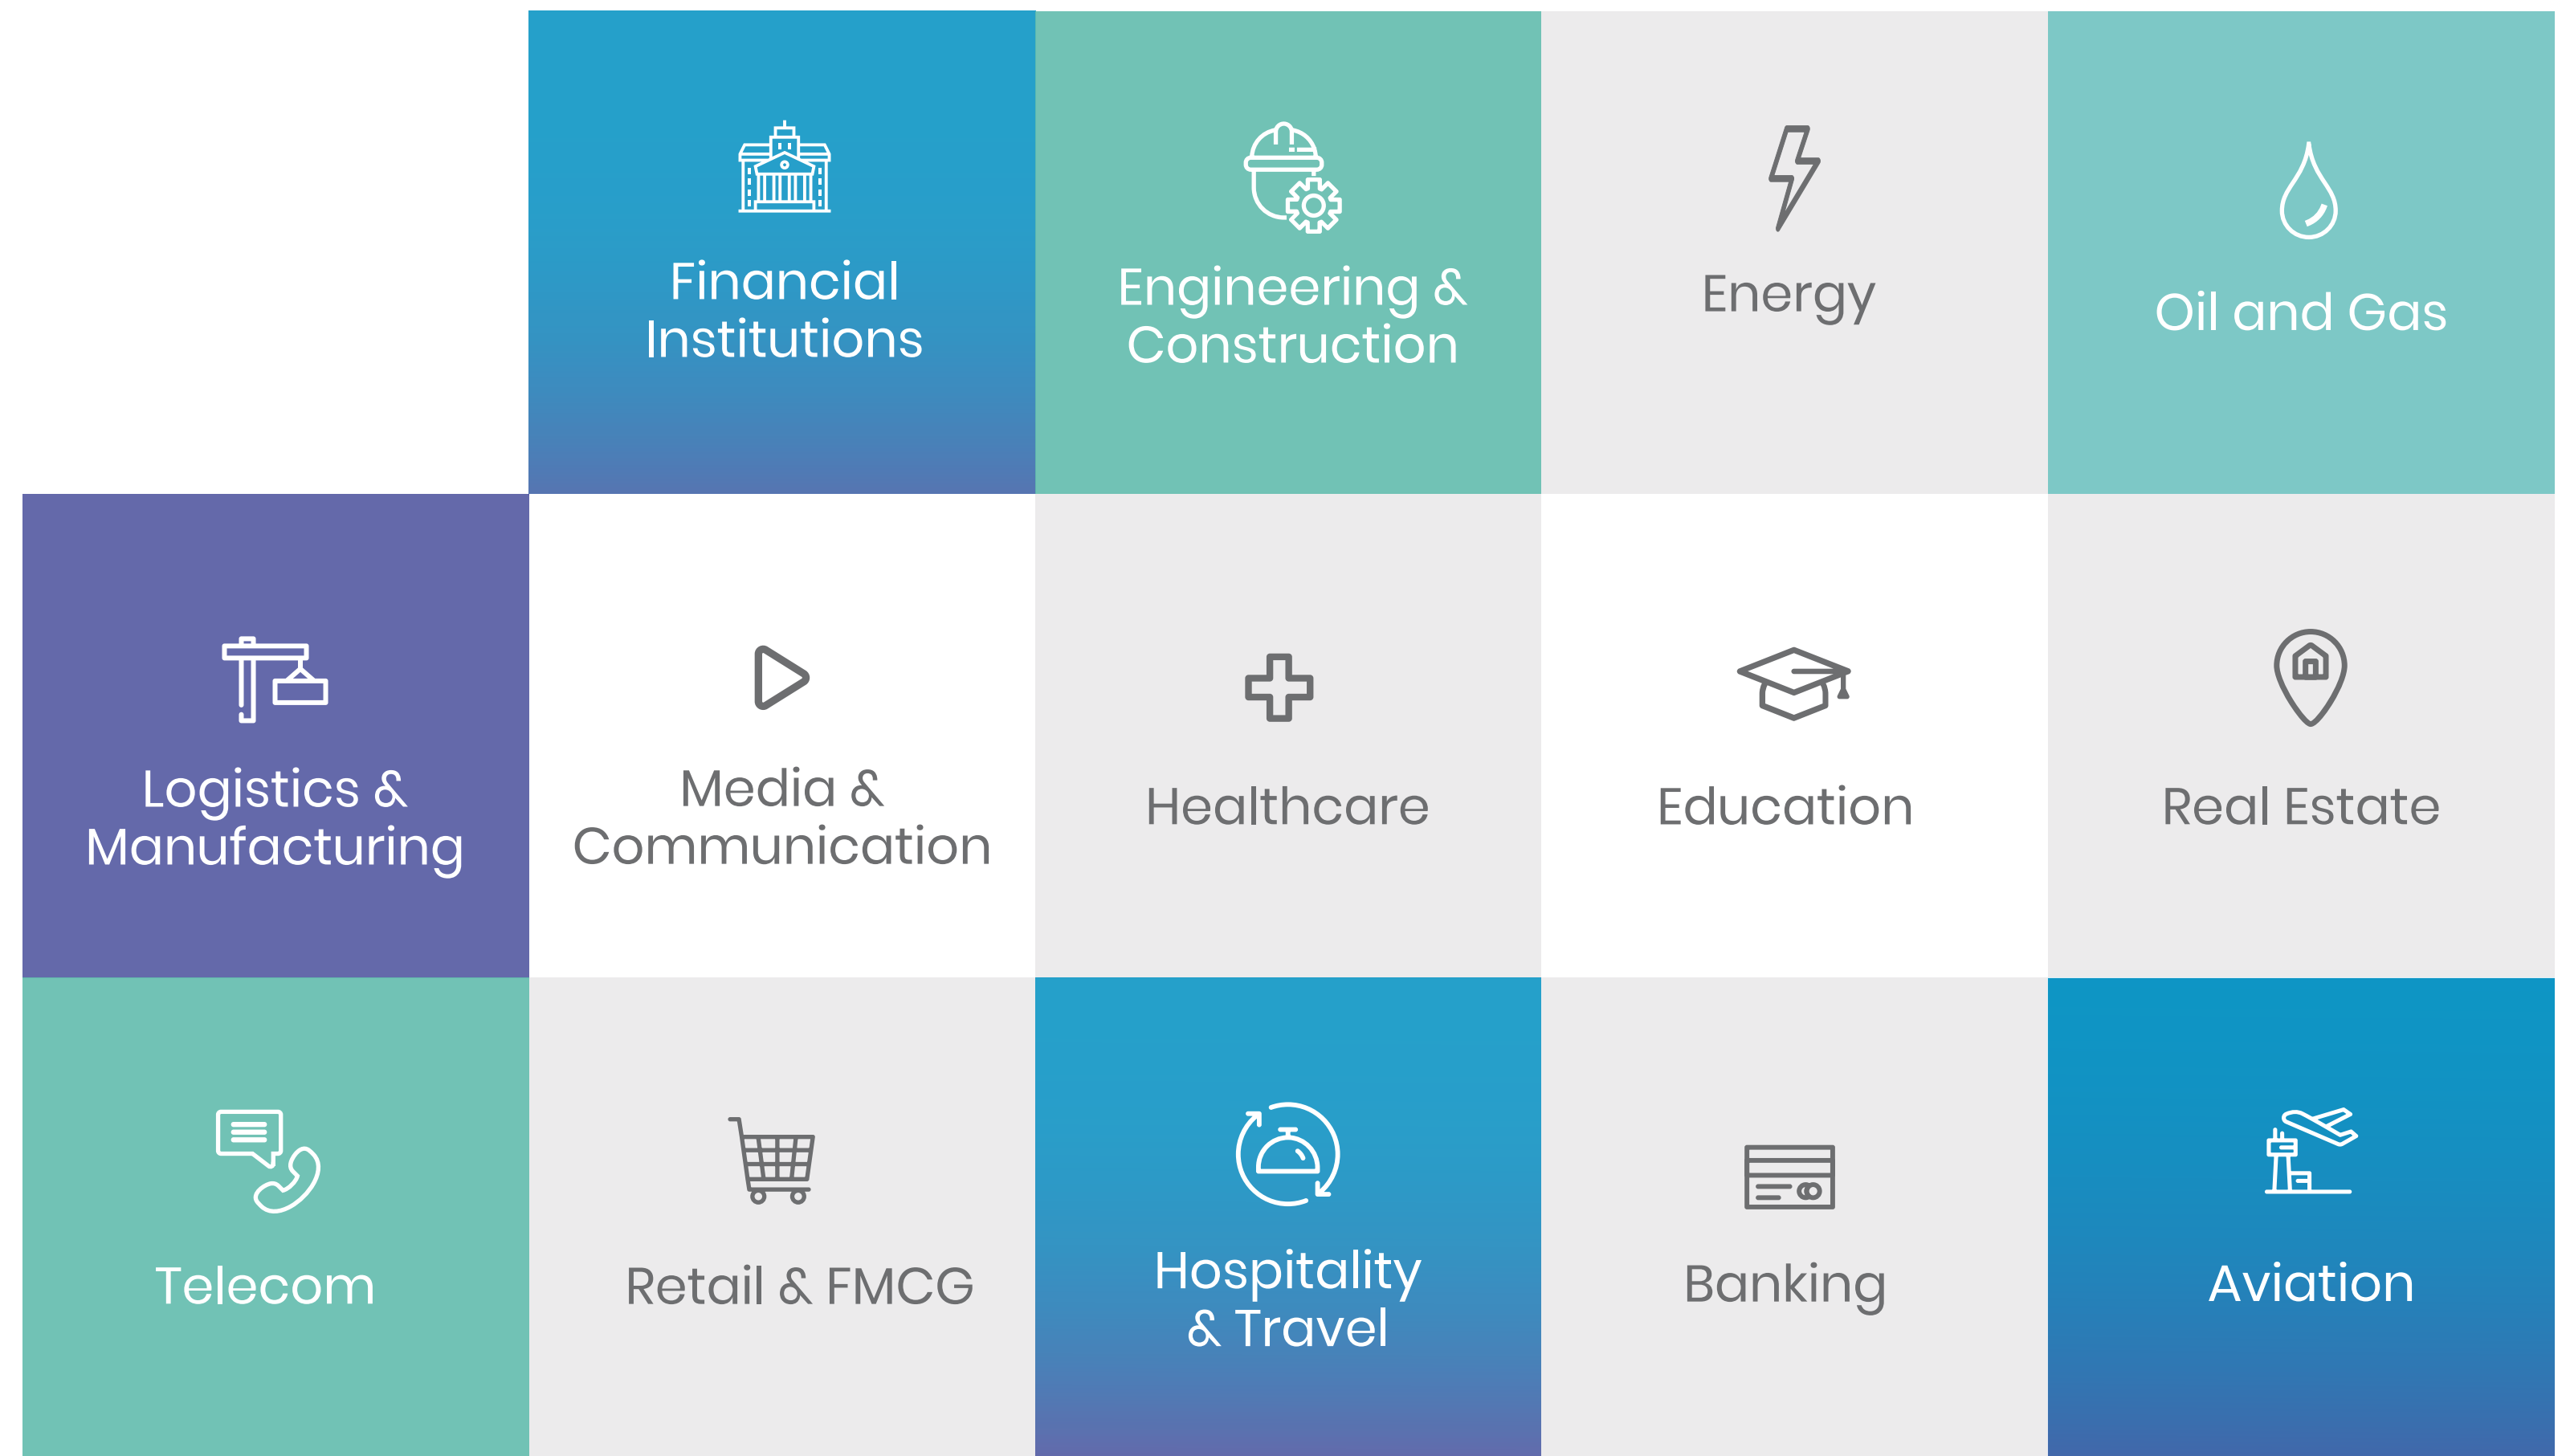 Financial
Institutions
Engineering &
Construction
Energy
Oil and Gas
Logistics &
Manufacturing
Media &
Communication
Healthcare
Education
Real Estate
Telecom
Retail & FMCG
Hospitality
& Travel
Banking
Aviation